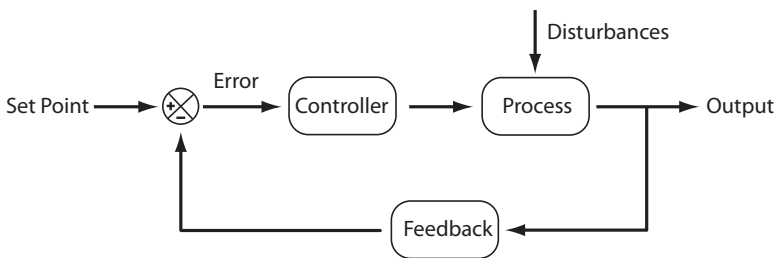 Disturbances
Error
Set Point
+
−
Controller
Process
Output
Feedback